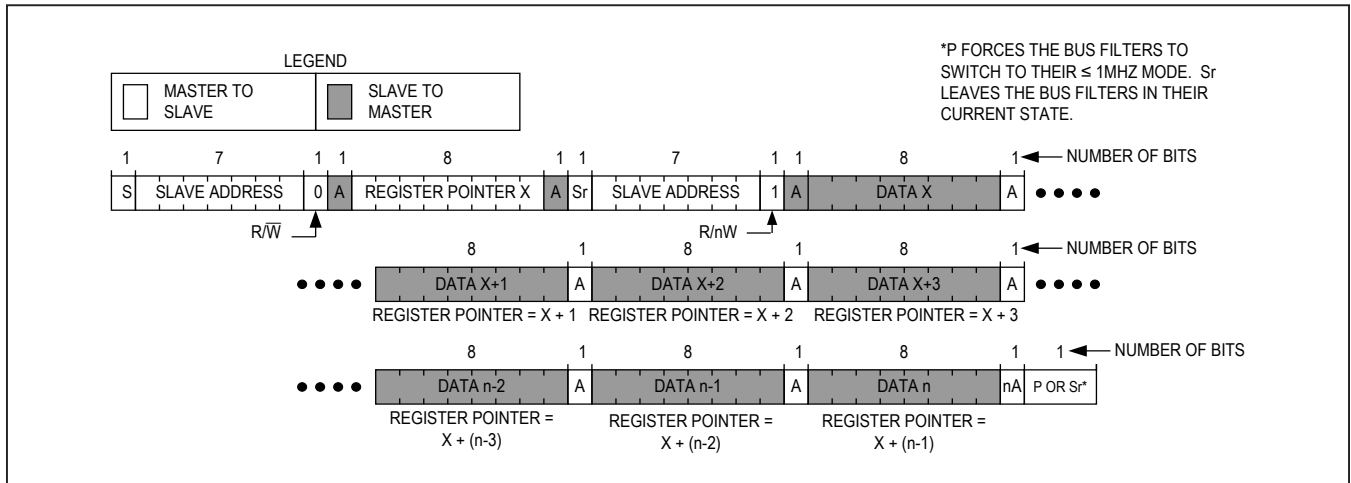 LEGEND
MASTER TO
SLAVE
SLAVE TO
MASTER
*P FORCES THE BUS FILTERS TO
SWITCH TO THEIR ≤ 1MHZ MODE. Sr
LEAVES THE BUS FILTERS IN THEIR
CURRENT STATE.
1 7 1 1 8 1 1 7 1 1 8 1 NUMBER OF BITS
S SLAVE ADDRESS 0 A REGISTER POINTER X A Sr SLAVE ADDRESS 1 A DATA X A
R/W̅ R/nW
8 1 8 1 8 1 NUMBER OF BITS
DATA X+1 A DATA X+2 A DATA X+3 A
REGISTER POINTER = X + 1 REGISTER POINTER = X + 2 REGISTER POINTER = X + 3
8 1 8 1 8 1 1 NUMBER OF BITS
DATA n-2 A DATA n-1 A DATA n nA P OR Sr*
REGISTER POINTER =
X + (n-3)
REGISTER POINTER =
X + (n-2)
REGISTER POINTER =
X + (n-1)